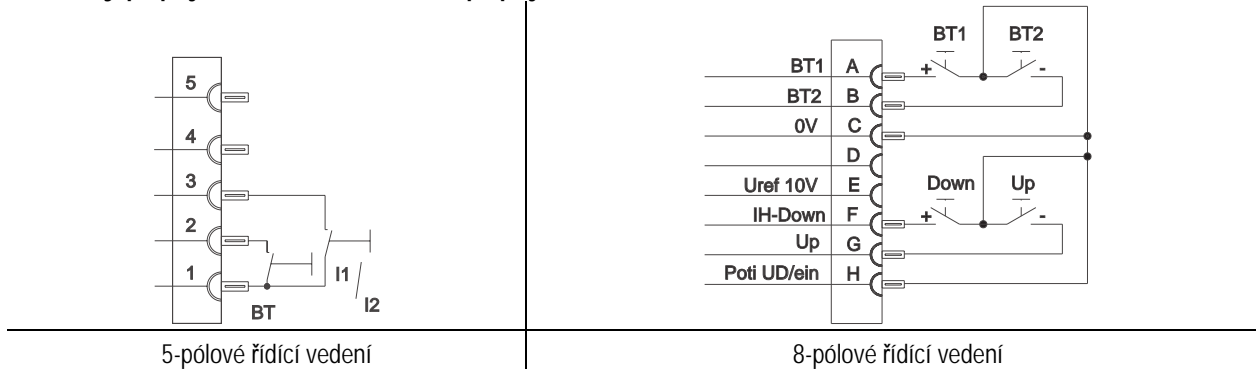 5
4
3
2
1
BT
I1
I2
5-pólové řídící vedení
BT1 BT2
BT1 A + -
BT2 B
0V C
D
Uref 10V E Down Up
IH-Down F + -
Up G
Poti UD/ein H
8-pólové řídící vedení